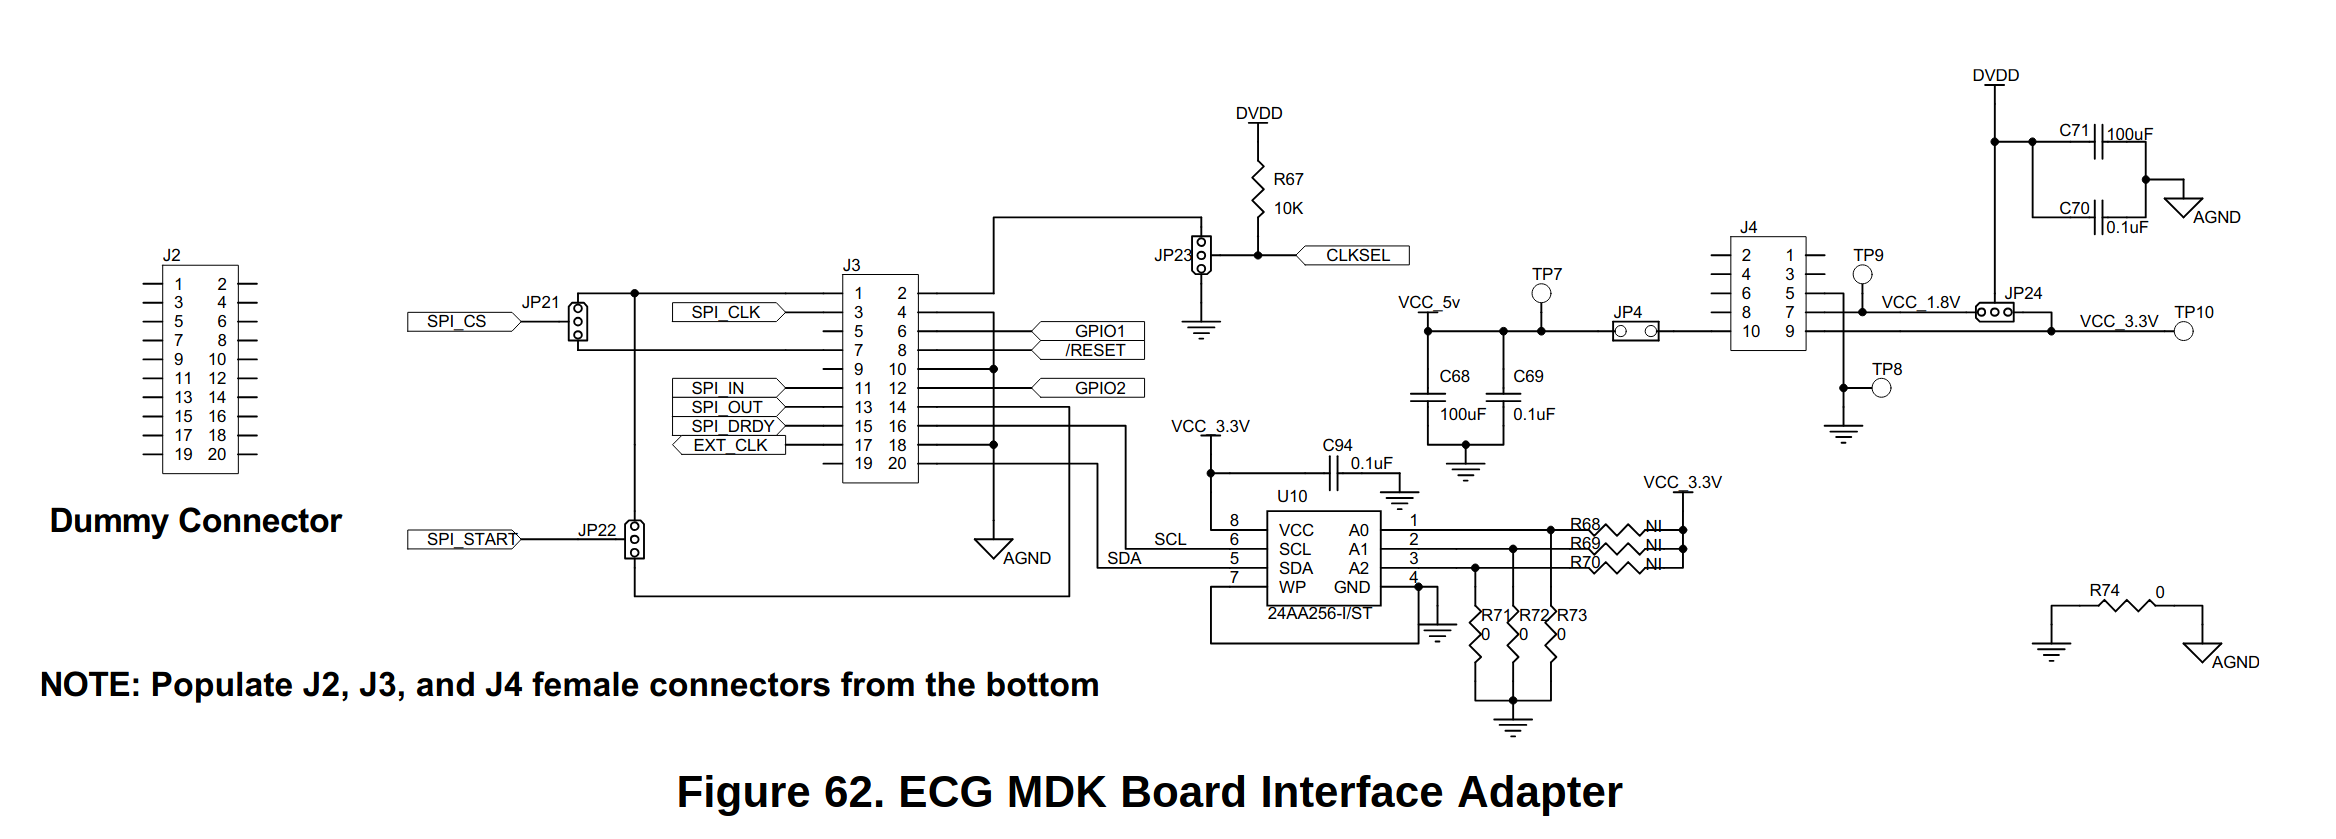 DVDD
C71 100uF
C70 0.1uF
AGND
DVDD
R67
10K
JP23
CLKSEL
J2
1 2
3 4
5 6
7 8
9 10
11 12
13 14
15 16
17 18
19 20
Dummy Connector
SPI_CS
JP21
SPI_START
JP22
J3
1 2
3 4
5 6
7 8
9 10
11 12
13 14
15 16
17 18
19 20
SPI_CLK
SPI_IN
SPI_OUT
SPI_DRDY
EXT_CLK
GPIO1
/RESET
GPIO2
AGND
SCL
SDA
VCC_5v
TP7
JP4
C68
100uF
C69
0.1uF
J4
2 1
4 3
6 5
8 7
10 9
TP9
VCC_1.8V
JP24
VCC_3.3V
TP10
TP8
VCC_3.3V
C94
0.1uF
U10
8 VCC A0 1
6 SCL A1 2
5 SDA A2 3
7 WP GND 4
24AA256-I/ST
VCC_3.3V
R68 NI
R69 NI
R70 NI
R71 R72 R73
0 0 0
R74 0
AGND
NOTE: Populate J2, J3, and J4 female connectors from the bottom
Figure 62. ECG MDK Board Interface Adapter